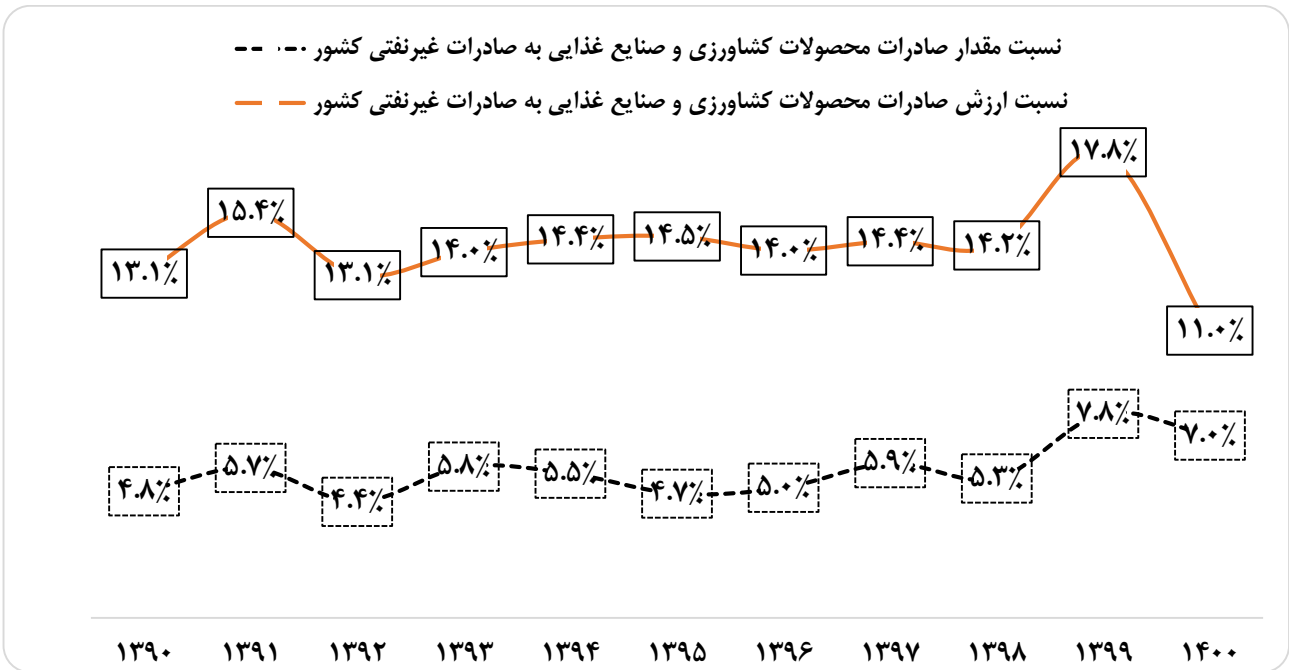 نسبت مقدار صادرات محصولات کشاورزی و صنایع غذایی به صادرات غیرنفتی کشور
نسبت ارزش صادرات محصولات کشاورزی و صنایع غذایی به صادرات غیرنفتی کشور
۱۳.۱٪ ۱۵.۴٪ ۱۳.۱٪ ۱۴.۰٪ ۱۴.۴٪ ۱۴.۵٪ ۱۴.۰٪ ۱۴.۴٪ ۱۴.۲٪ ۱۷.۸٪ ۱۱.۰٪
۴.۸٪ ۵.۷٪ ۴.۴٪ ۵.۸٪ ۵.۵٪ ۴.۷٪ ۵.۰٪ ۵.۹٪ ۵.۳٪ ۷.۸٪ ۷.۰٪
۱۳۹۰ ۱۳۹۱ ۱۳۹۲ ۱۳۹۳ ۱۳۹۴ ۱۳۹۵ ۱۳۹۶ ۱۳۹۷ ۱۳۹۸ ۱۳۹۹ ۱۴۰۰